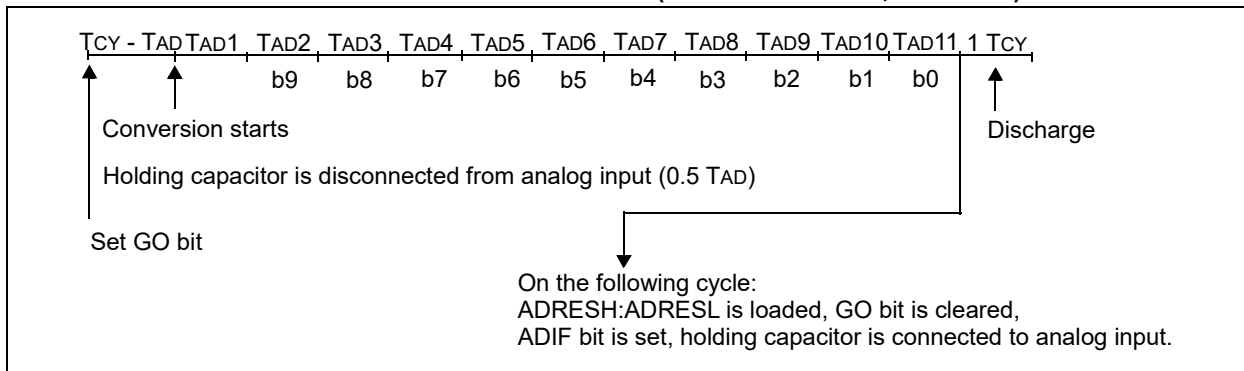 TCY - TAD TAD1 TAD2 TAD3 TAD4 TAD5 TAD6 TAD7 TAD8 TAD9 TAD10 TAD11 1 TCY
b9 b8 b7 b6 b5 b4 b3 b2 b1 b0
Conversion starts
Discharge
Holding capacitor is disconnected from analog input (0.5 TAD)
Set GO bit
On the following cycle:
ADRESH:ADRESL is loaded, GO bit is cleared,
ADIF bit is set, holding capacitor is connected to analog input.